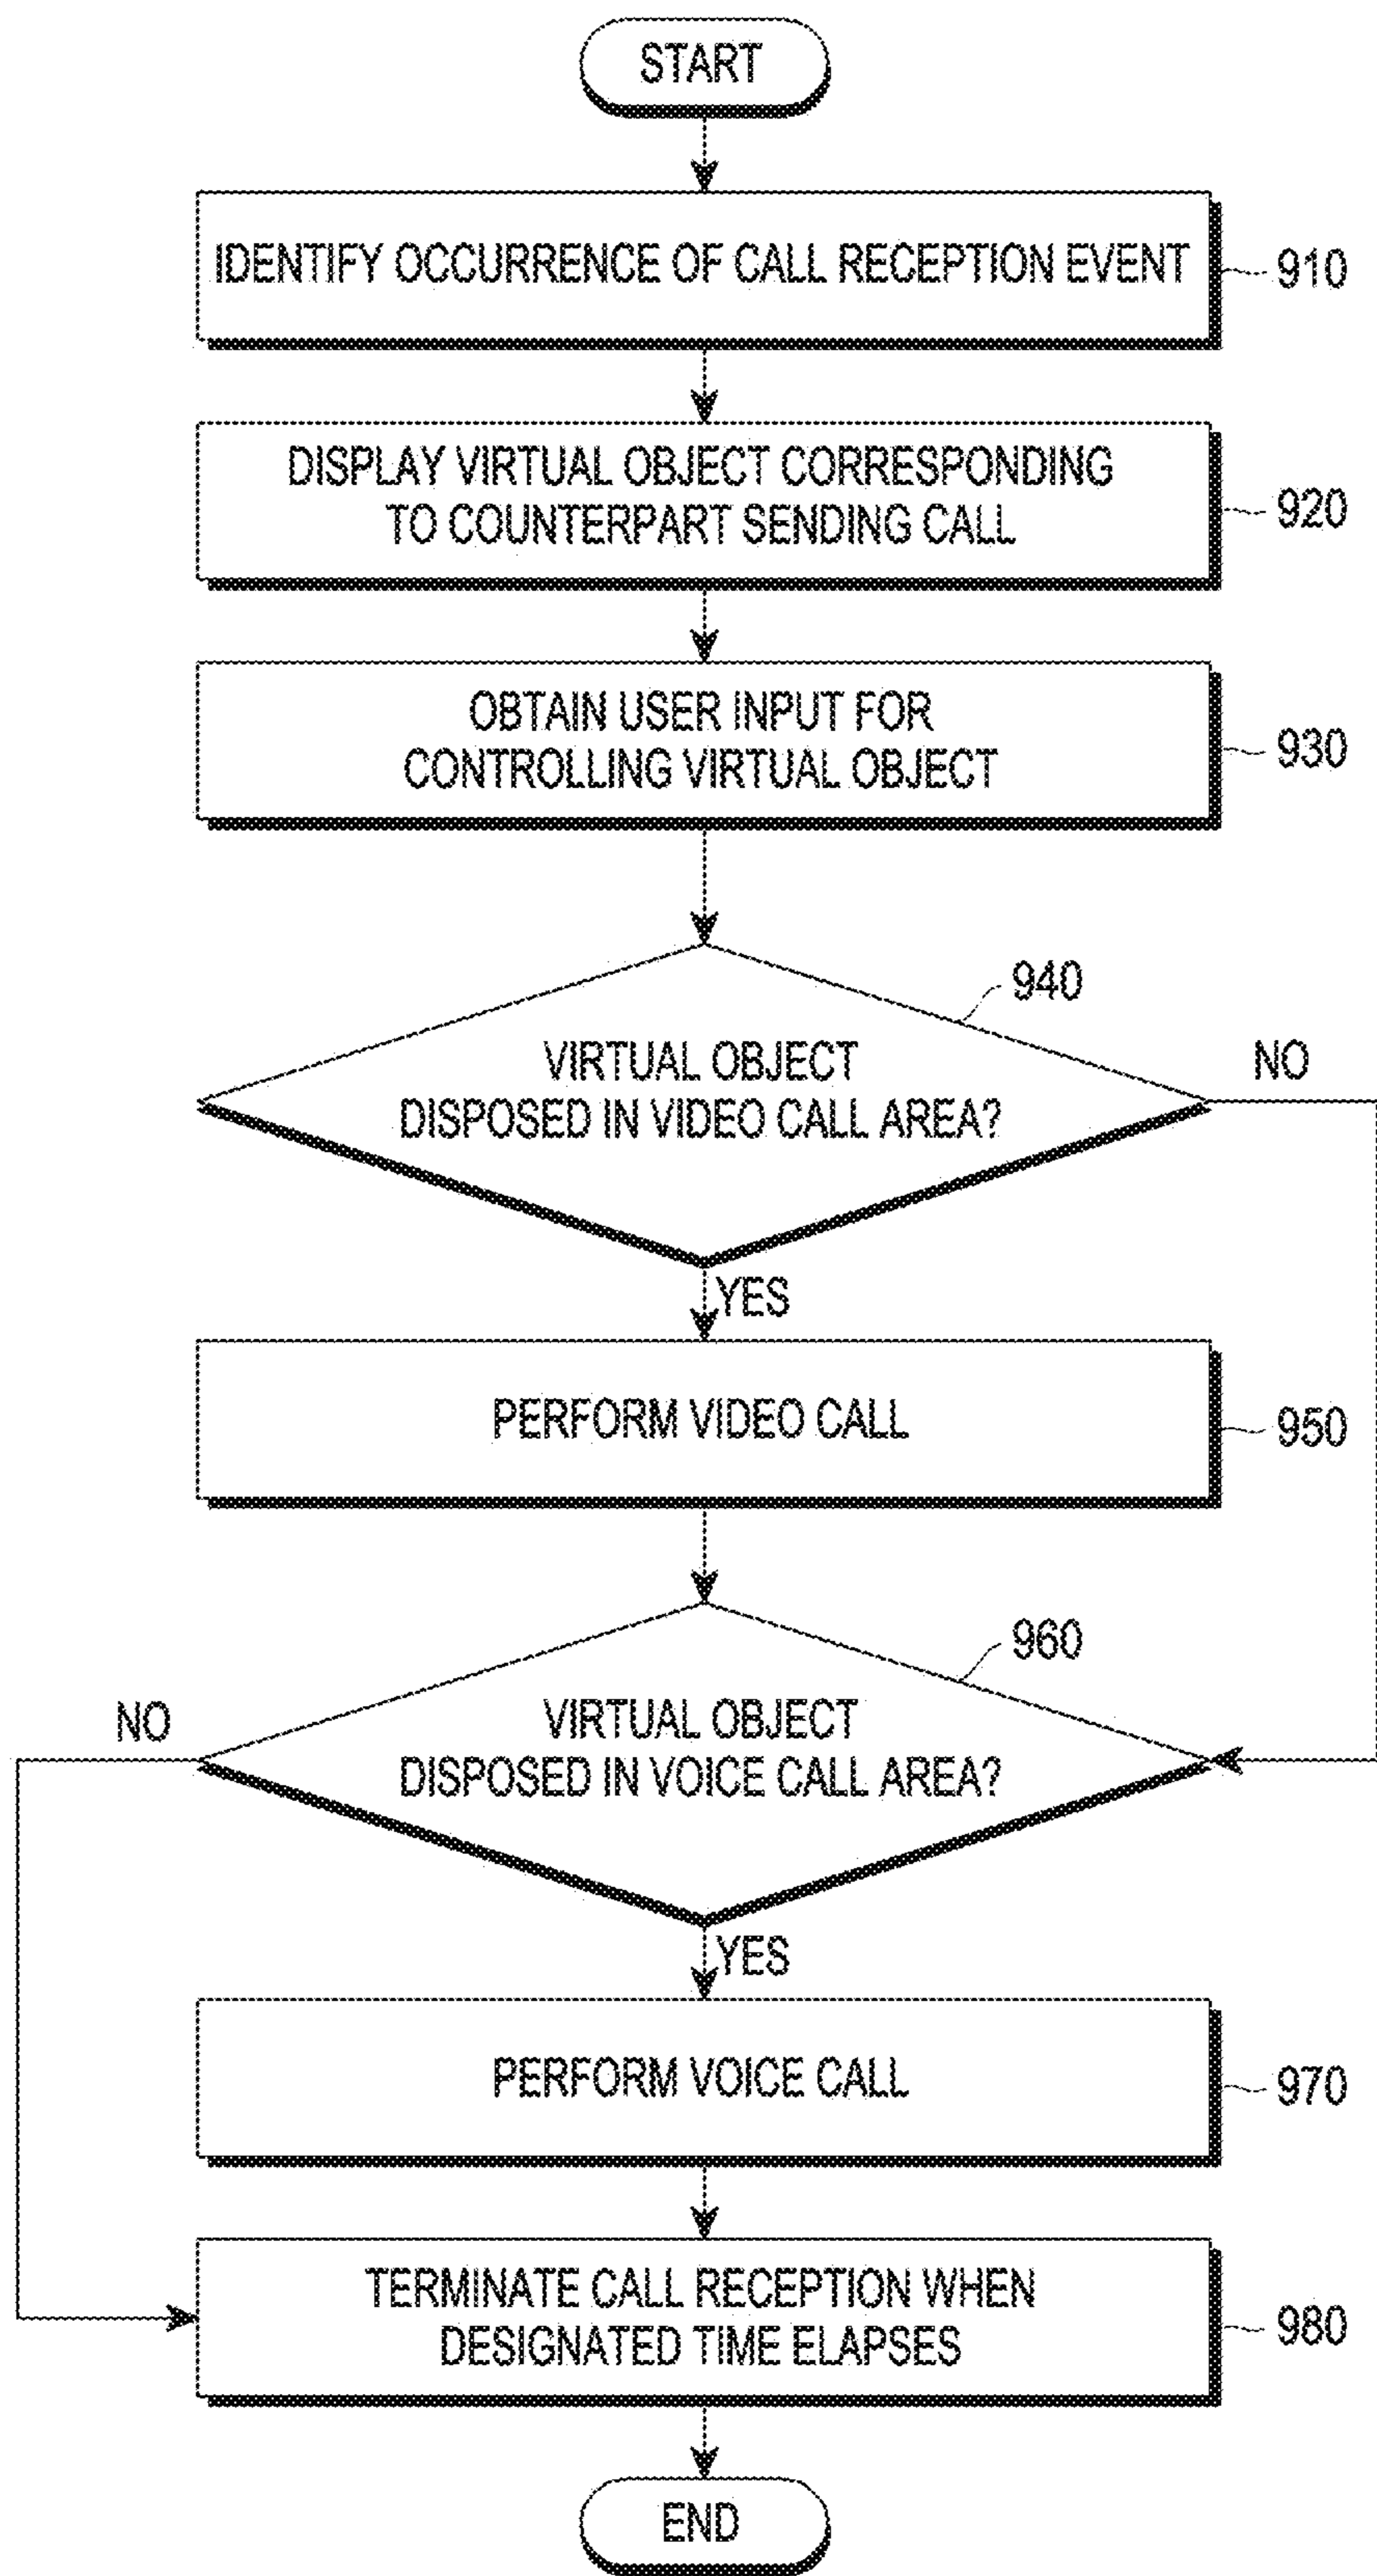 START
IDENTIFY OCCURRENCE OF CALL RECEPTION EVENT
910
DISPLAY VIRTUAL OBJECT CORRESPONDING
TO COUNTERPART SENDING CALL
920
OBTAIN USER INPUT FOR
CONTROLLING VIRTUAL OBJECT
930
940
VIRTUAL OBJECT
DISPOSED IN VIDEO CALL AREA?
NO
YES
PERFORM VIDEO CALL
950
960
NO
VIRTUAL OBJECT
DISPOSED IN VOICE CALL AREA?
YES
PERFORM VOICE CALL
970
TERMINATE CALL RECEPTION WHEN
DESIGNATED TIME ELAPSES
980
END